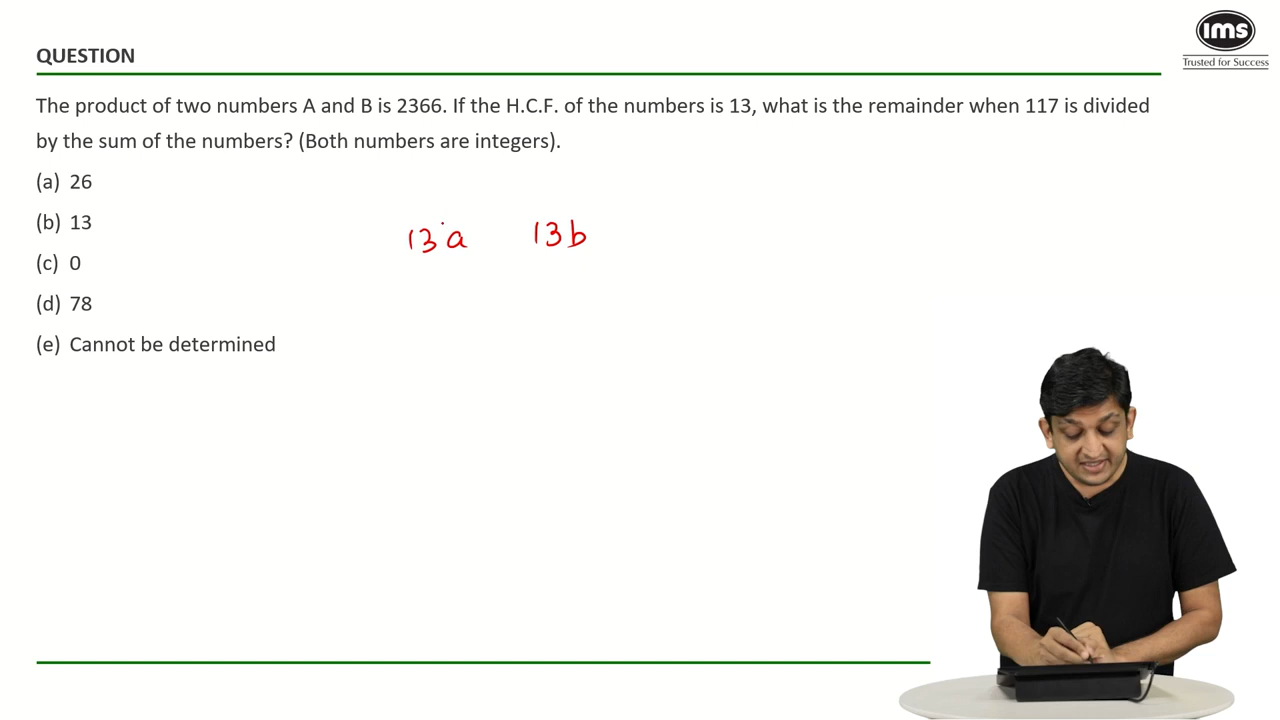 ims
Trusted for Success
QUESTION
The product of two numbers A and B is 2366. If the H.C.F. of the numbers is 13, what is the remainder when 117 is divided
by the sum of the numbers? (Both numbers are integers).
(a) 26
(b) 13
(c) 0
(d) 78
(e) Cannot be determined
13a 13b